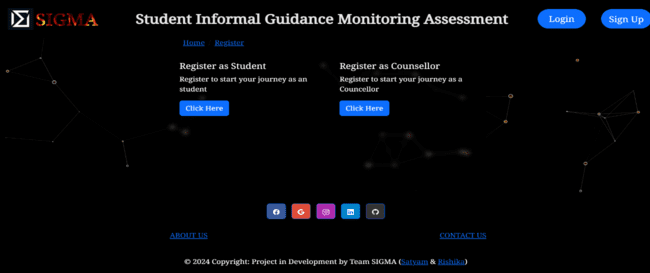 SIGMA
Student Informal Guidance Monitoring Assessment
Login
Sign Up
Home Register
Register as Student
Register to start your journey as an
student
Click Here
Register as Counsellor
Register to start your journey as a
Councellor
Click Here
ABOUT US
CONTACT US
© 2024 Copyright: Project in Development by Team SIGMA (Satyam & Rishika)